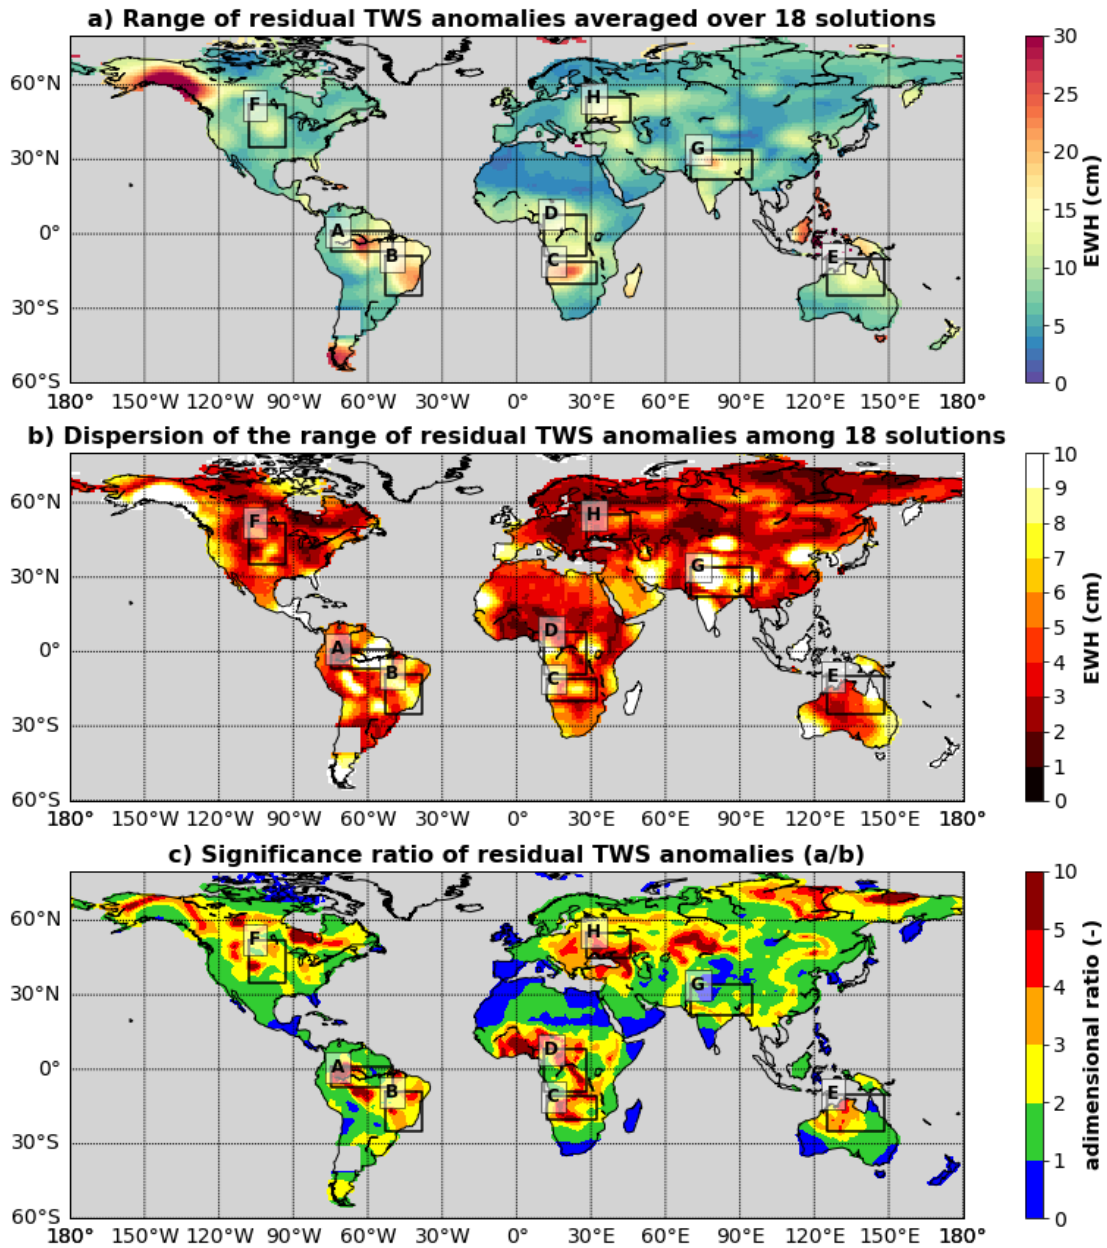 a) Range of residual TWS anomalies averaged over 18 solutions
60°N
30°N
0°
30°S
60°S
180° 150°W 120°W 90°W 60°W 30°W 0° 30°E 60°E 90°E 120°E 150°E 180°
F
H
G
A
B
D
C
E
30
25
20
15
10
5
0
EWH (cm)
b) Dispersion of the range of residual TWS anomalies among 18 solutions
60°N
30°N
0°
30°S
60°S
180° 150°W 120°W 90°W 60°W 30°W 0° 30°E 60°E 90°E 120°E 150°E 180°
F
H
G
A
B
D
C
E
10
9
8
7
6
5
4
3
2
1
0
EWH (cm)
c) Significance ratio of residual TWS anomalies (a/b)
60°N
30°N
0°
30°S
60°S
180° 150°W 120°W 90°W 60°W 30°W 0° 30°E 60°E 90°E 120°E 150°E 180°
F
H
G
A
B
D
C
E
10
5
4
3
2
1
0
adimensional ratio (-)